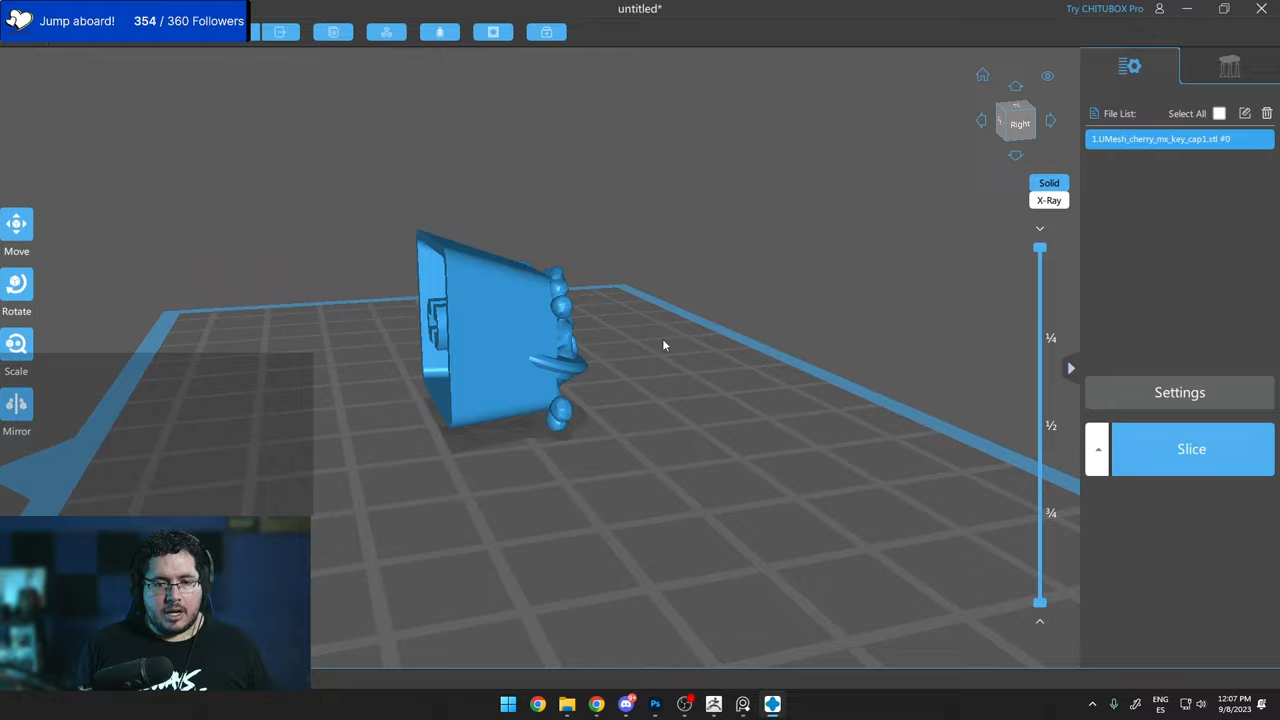 Jump aboard! 354 / 360 Followers
untitled*
Try CHITUBOX Pro
Right
File List:
Select All
1.UMesh_cherry_mx_key_cap1.stl #0
Solid
X-Ray
Move
Rotate
Scale
Mirror
¼
½
¾
Settings
Slice
Ps
ENG
ES
12:07 PM
9/8/2023